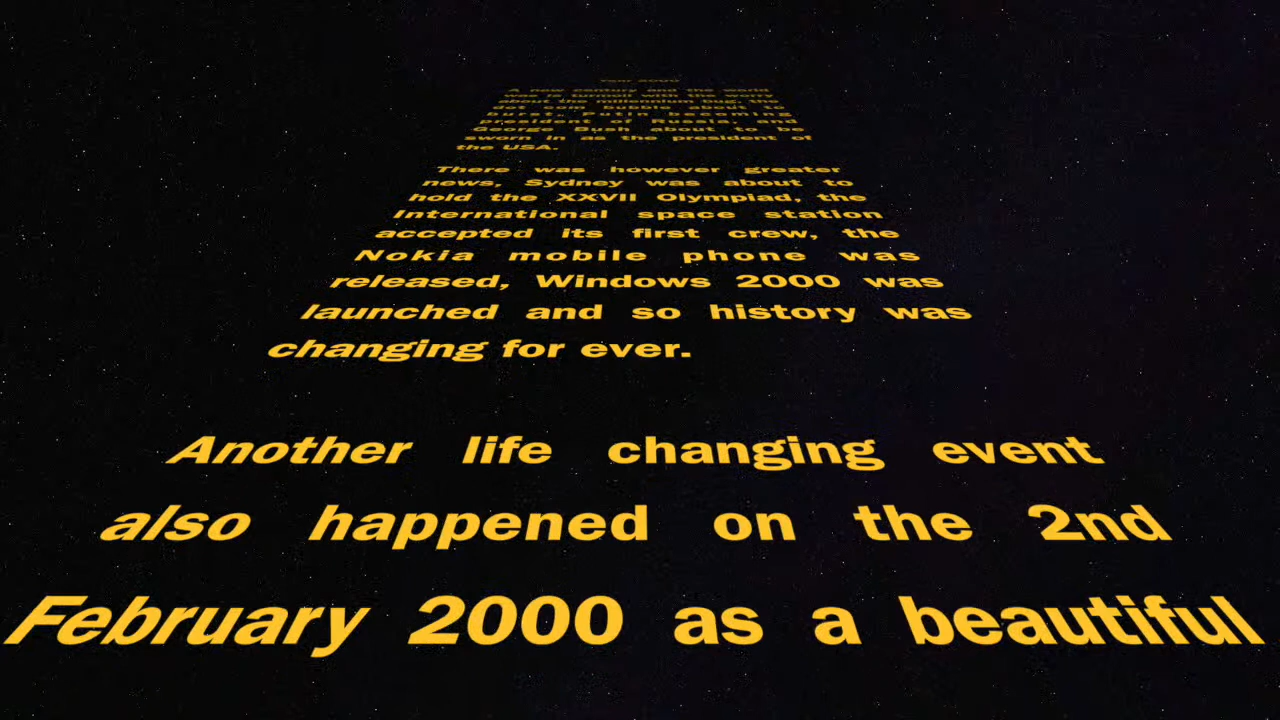 Year 2000
A new century and the world
was is turmoil with the worry
about the millennium bug, the
dot com bubble about to
burst. Putin becoming
president of Russia, and
George Bush about to be
sworn in as the president of
the USA.
There was however greater
news, Sydney was about to
hold the XXVII Olympiad, the
International space station
accepted its first crew, the
Nokia mobile phone was
released, Windows 2000 was
launched and so history was
changing for ever.
Another life changing event
also happened on the 2nd
February 2000 as a beautiful